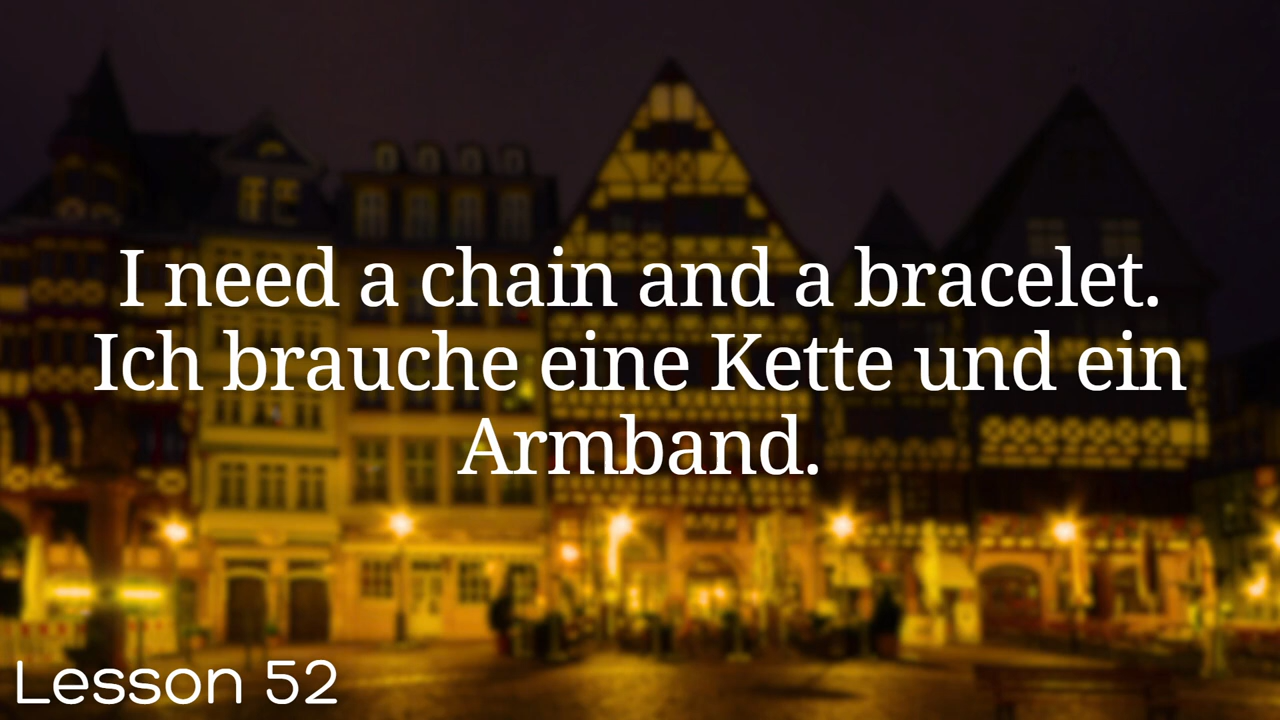 I need a chain and a bracelet.
Ich brauche eine Kette und ein
Armband.
Lesson 52